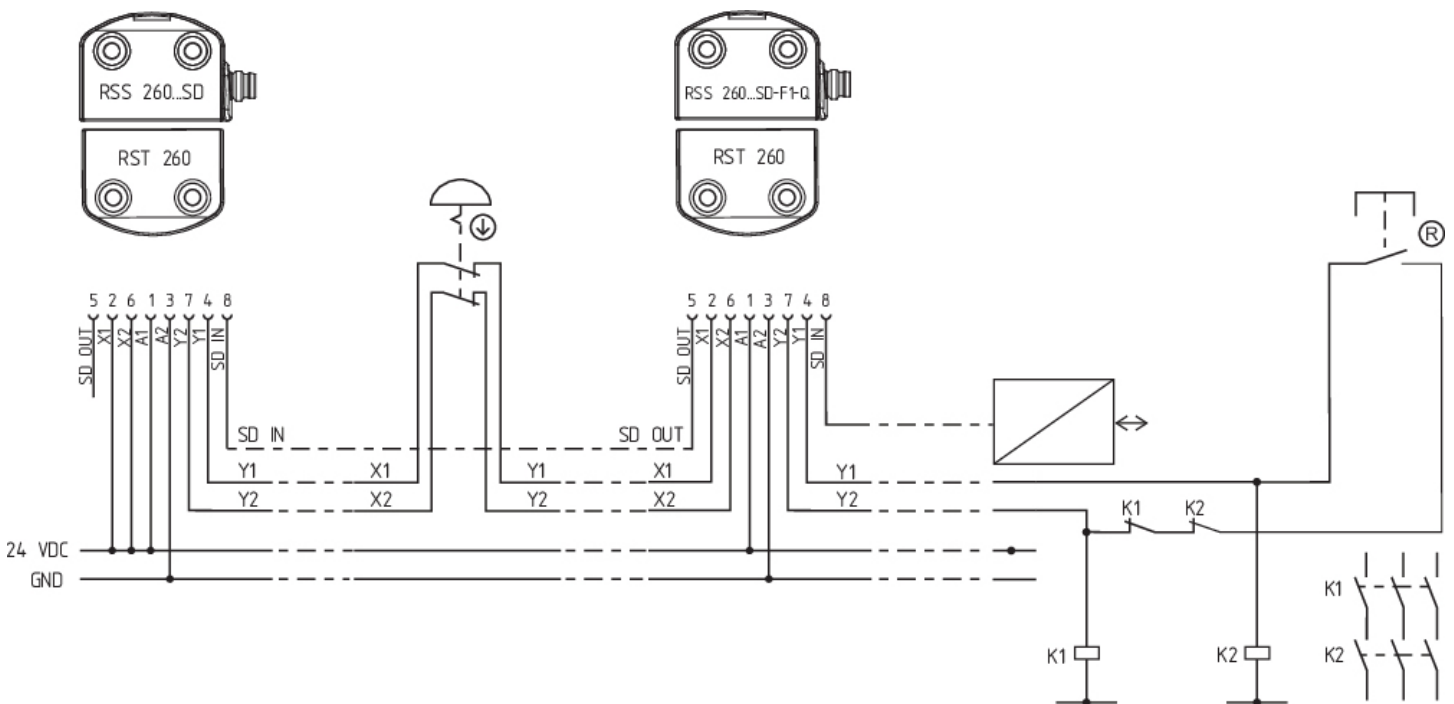 RSS 260...SD
RSS 260...SD-F1-Q
RST 260
RST 260
R
5 2 6 1 3 7 4 8
5 2 6 1 3 7 4 8
SD OUT
X1
X2
A1
A2
Y2
Y1
SD IN
SD OUT
X1
X2
A1
A2
Y2
Y1
SD IN
SD IN
SD OUT
Y1 X1 Y1 X1 Y1
Y2 X2 Y2 X2 Y2
K1 K2
24 VDC
GND
K1
K1 K2 K2